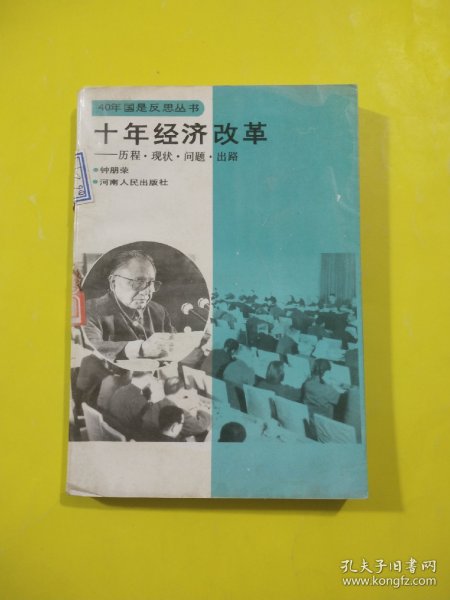 40年国是反思丛书
十年经济改革
——历程·现状·问题·出路
●钟朋荣
●河南人民出版社
孔夫子旧书网
www.kongfz.com